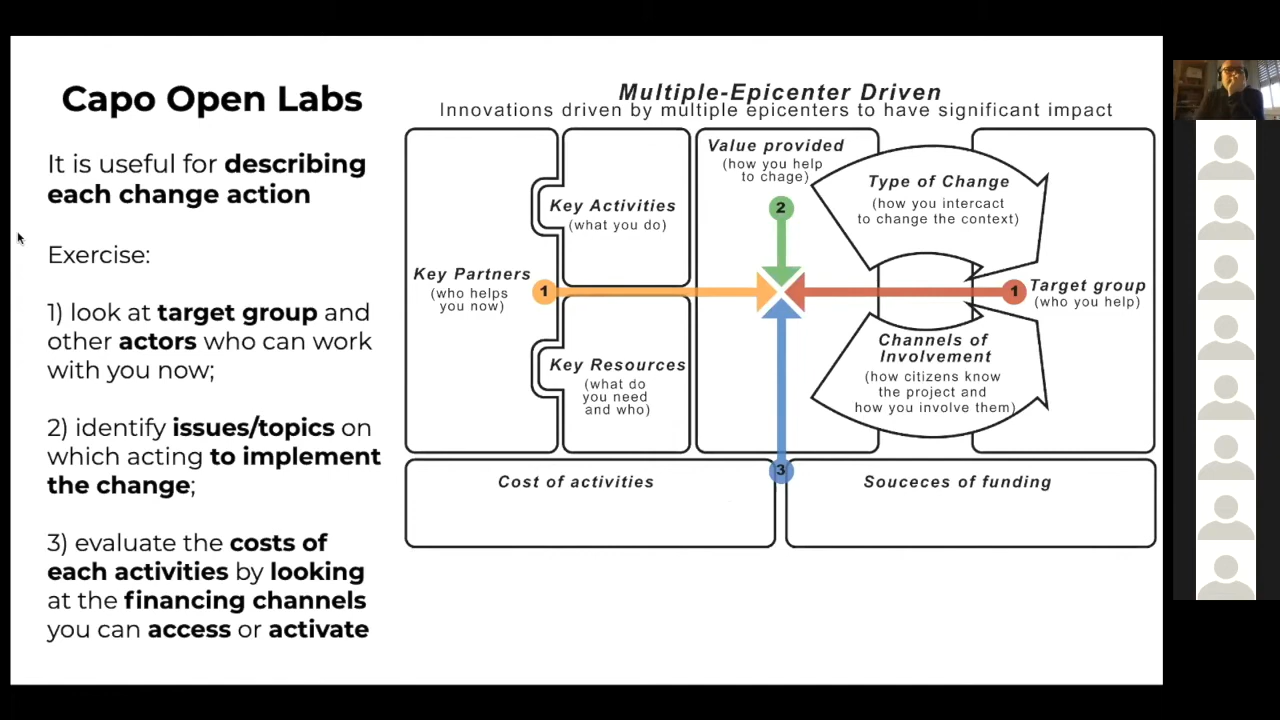 Capo Open Labs
It is useful for describing
each change action
Exercise:
1) look at target group and
other actors who can work
with you now;
2) identify issues/topics on
which acting to implement
the change;
3) evaluate the costs of
each activities by looking
at the financing channels
you can access or activate
Multiple-Epicenter Driven
Innovations driven by multiple epicenters to have significant impact
Key Partners
(who helps
you now)
1
Key Activities
(what you do)
Key Resources
(what do
you need
and who)
Value provided
(how you help
to chage)
2
Type of Change
(how you intercact
to change the context)
1
Target group
(who you help)
Channels of
Involvement
(how citizens know
the project and
how you involve them)
3
Cost of activities
Souceces of funding